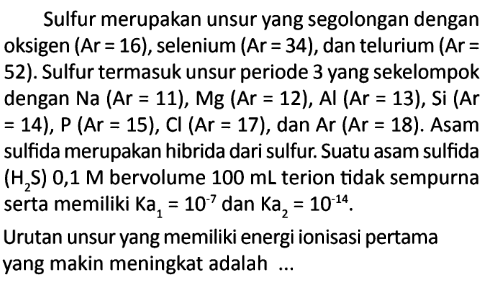 Sulfur merupakan unsur yang segolongan dengan
oksigen (Ar = 16), selenium (Ar = 34), dan telurium (Ar =
52). Sulfur termasuk unsur periode 3 yang sekelompok
dengan Na (Ar = 11), Mg (Ar = 12), Al (Ar = 13), Si (Ar
= 14), P (Ar = 15), Cl (Ar = 17), dan Ar (Ar = 18). Asam
sulfida merupakan hibrida dari sulfur. Suatu asam sulfida
(H₂S) 0,1 M bervolume 100 mL terion tidak sempurna
serta memiliki Ka₁ = 10⁻⁷ dan Ka₂ = 10⁻¹⁴.
Urutan unsur yang memiliki energi ionisasi pertama
yang makin meningkat adalah ...